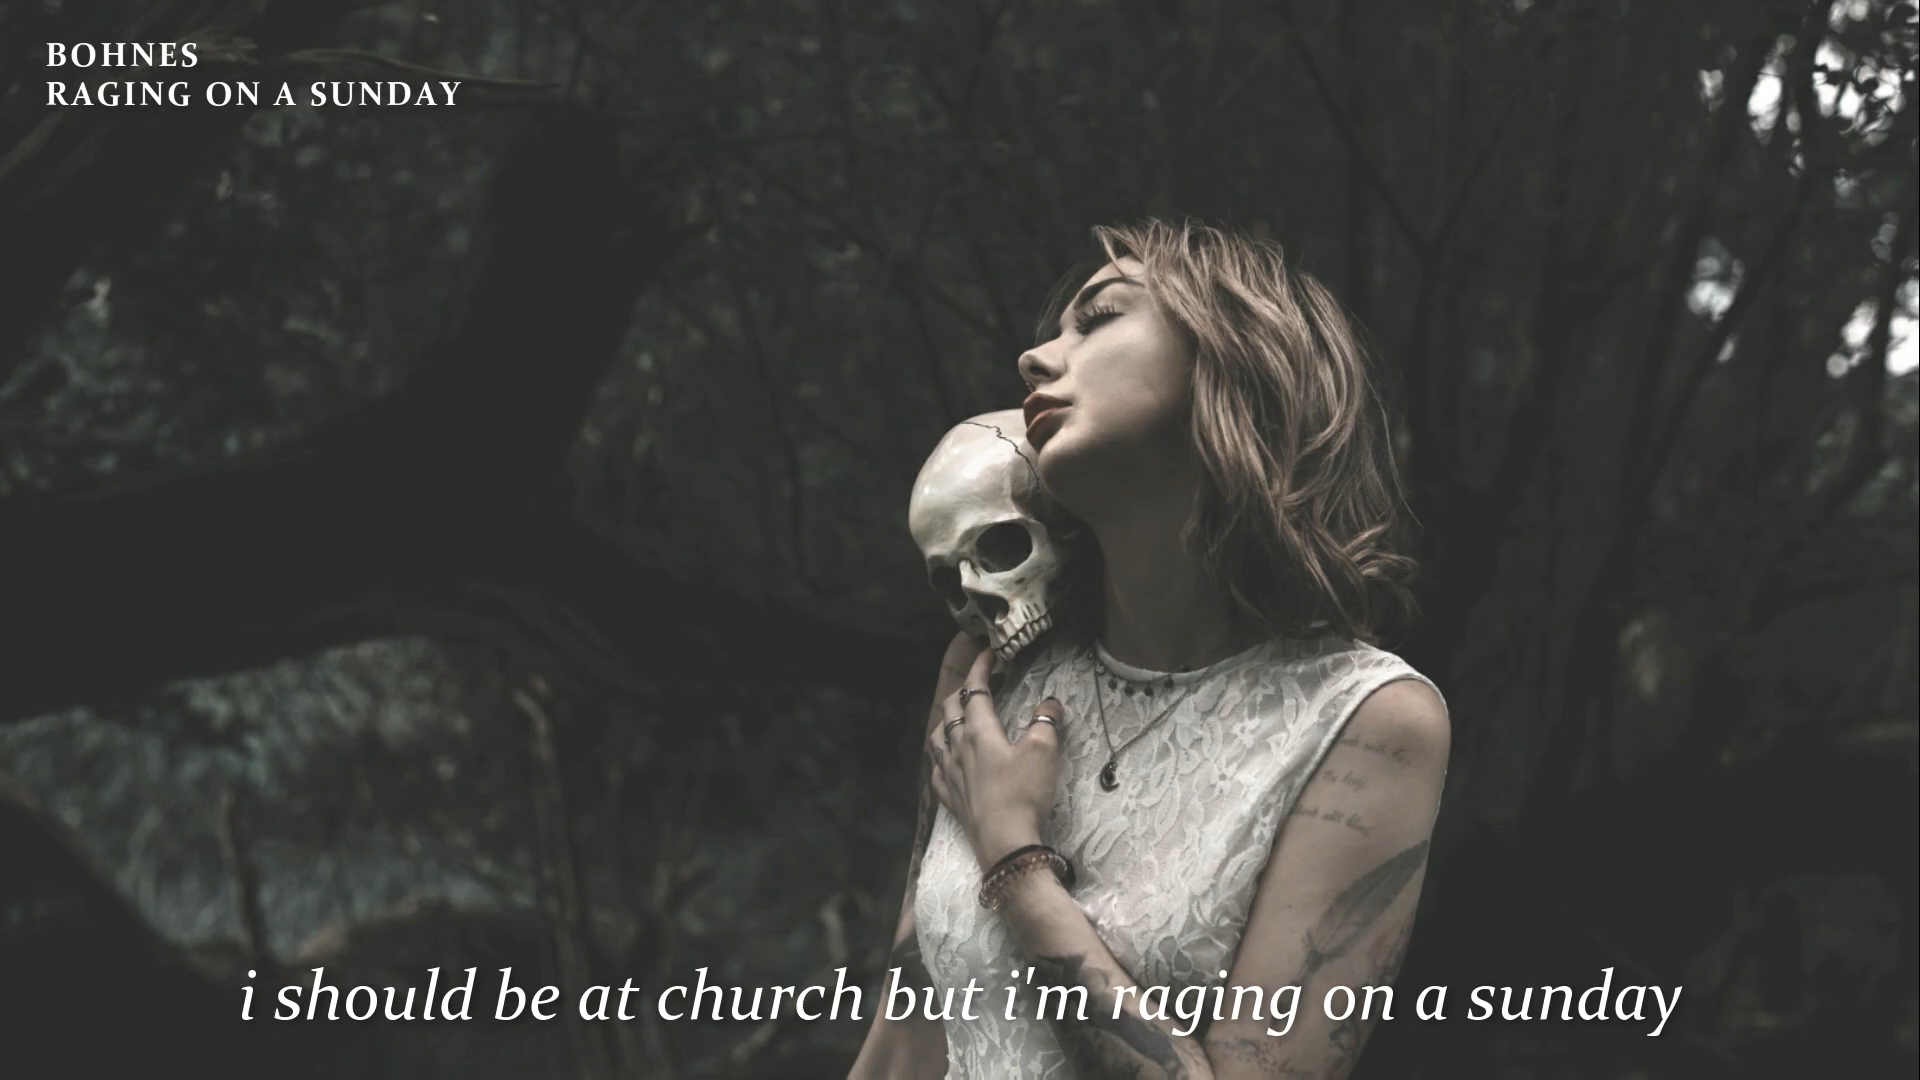 BOHNES
RAGING ON A SUNDAY
i should be at church but i'm raging on a sunday